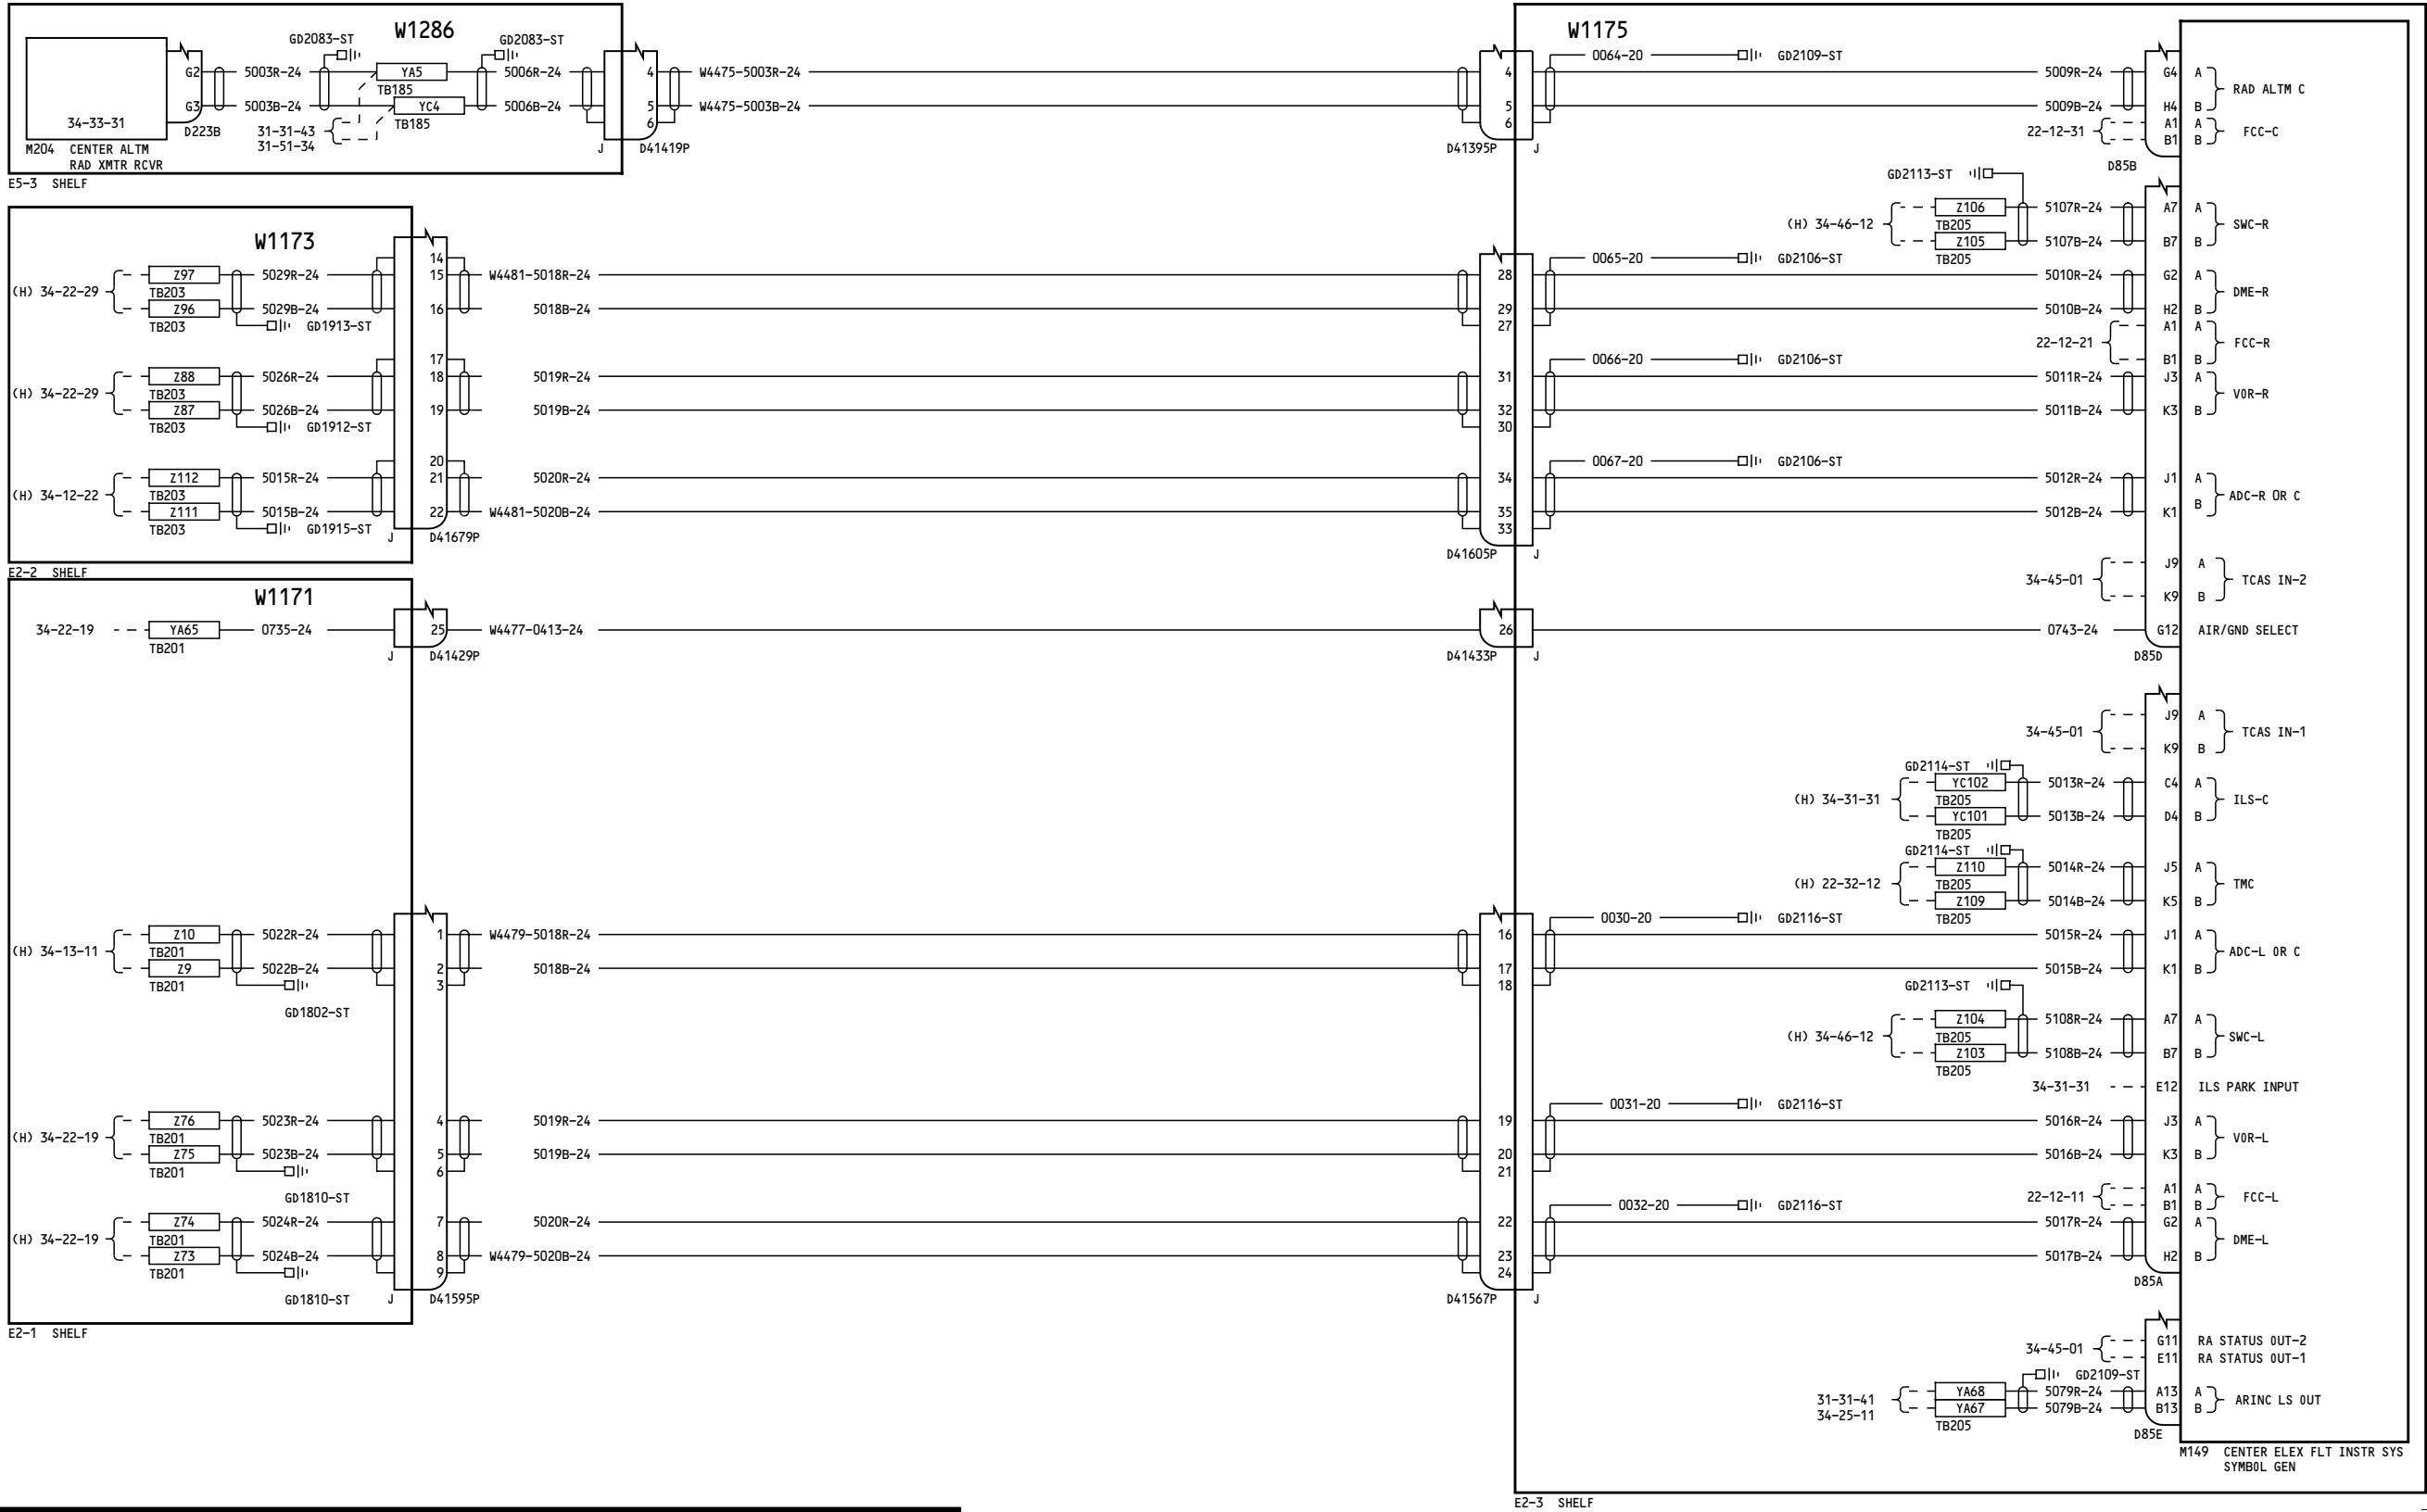 W1286
GD2083-ST
GD2083-ST
34-33-31
G2
5003R-24
YA5
TB185
5006R-24
4
W4475-5003R-24
G3
5003B-24
YC4
TB185
5006B-24
5
W4475-5003B-24
6
D223B
31-31-43
31-51-34
J
D41419P
M204 CENTER ALTM
RAD XMTR RCVR
E5-3 SHELF
W1173
14
(H) 34-22-29
Z97
TB203
5029R-24
15
W4481-5018R-24
Z96
TB203
5029B-24
16
5018B-24
GD1913-ST
17
(H) 34-22-29
Z88
TB203
5026R-24
18
5019R-24
Z87
TB203
5026B-24
19
5019B-24
GD1912-ST
20
(H) 34-12-22
Z112
TB203
5015R-24
21
5020R-24
Z111
TB203
5015B-24
22
W4481-5020B-24
GD1915-ST
J
D41679P
E2-2 SHELF
W1171
34-22-19
YA65
TB201
0735-24
25
W4477-0413-24
J
D41429P
(H) 34-13-11
Z10
TB201
5022R-24
1
W4479-5018R-24
Z9
TB201
5022B-24
2
5018B-24
3
GD1802-ST
(H) 34-22-19
Z76
TB201
5023R-24
4
5019R-24
Z75
TB201
5023B-24
5
5019B-24
6
GD1810-ST
(H) 34-22-19
Z74
TB201
5024R-24
7
5020R-24
Z73
TB201
5024B-24
8
W4479-5020B-24
9
GD1810-ST
J
D41595P
E2-1 SHELF
W1175
0064-20
GD2109-ST
4
5009R-24
G4
A
RAD ALTM C
5
5009B-24
H4
B
6
22-12-31
A1
A
FCC-C
B1
B
D41395P
J
D85B
GD2113-ST
(H) 34-46-12
Z106
TB205
5107R-24
A7
A
SWC-R
Z105
TB205
5107B-24
B7
B
0065-20
GD2106-ST
28
5010R-24
G2
A
DME-R
29
5010B-24
H2
B
27
22-12-21
A1
A
FCC-R
B1
B
0066-20
GD2106-ST
31
5011R-24
J3
A
VOR-R
32
5011B-24
K3
B
30
0067-20
GD2106-ST
34
5012R-24
J1
A
ADC-R OR C
35
5012B-24
K1
B
33
D41605P
J
34-45-01
J9
A
TCAS IN-2
K9
B
26
0743-24
G12
AIR/GND SELECT
D41433P
J
D85D
34-45-01
J9
A
TCAS IN-1
K9
B
GD2114-ST
(H) 34-31-31
YC102
TB205
5013R-24
C4
A
ILS-C
YC101
TB205
5013B-24
D4
B
GD2114-ST
(H) 22-32-12
Z110
TB205
5014R-24
J5
A
TMC
Z109
TB205
5014B-24
K5
B
0030-20
GD2116-ST
16
5015R-24
J1
A
ADC-L OR C
17
5015B-24
K1
B
18
GD2113-ST
(H) 34-46-12
Z104
TB205
5108R-24
A7
A
SWC-L
Z103
TB205
5108B-24
B7
B
34-31-31
E12
ILS PARK INPUT
0031-20
GD2116-ST
19
5016R-24
J3
A
VOR-L
20
5016B-24
K3
B
21
22-12-11
A1
A
FCC-L
B1
B
0032-20
GD2116-ST
22
5017R-24
G2
A
DME-L
23
5017B-24
H2
B
24
D41567P
J
D85A
34-45-01
G11
RA STATUS OUT-2
E11
RA STATUS OUT-1
GD2109-ST
31-31-41
34-25-11
YA68
5079R-24
A13
A
ARINC LS OUT
YA67
TB205
5079B-24
B13
B
D85E
M149 CENTER ELEX FLT INSTR SYS
SYMBOL GEN
E2-3 SHELF